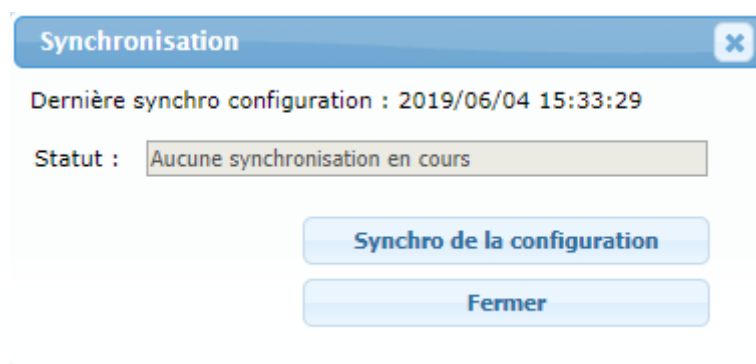 Synchronisation
Dernière synchro configuration : 2019/06/04 15:33:29
Statut : Aucune synchronisation en cours
Synchro de la configuration
Fermer